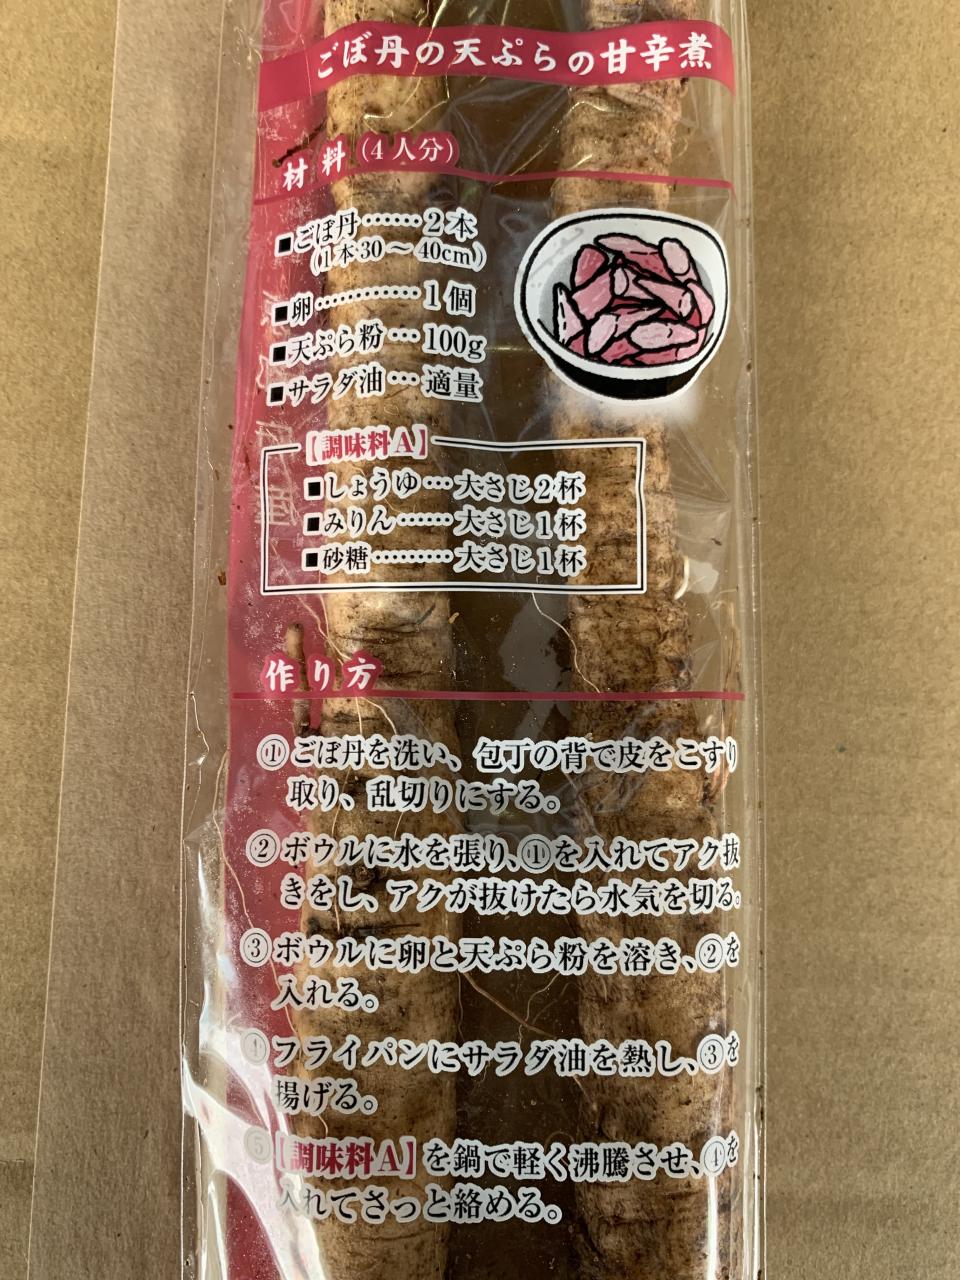 ごぼ丹の天ぷらの甘辛煮
材料(4人分)
■ごぼ丹……2本
(1本30〜40cm)
■卵…………1個
■天ぷら粉…100g
■サラダ油…適量
【調味料A】
■しょうゆ…大さじ2杯
■みりん……大さじ1杯
■砂糖………大さじ1杯
作り方
①ごぼ丹を洗い、包丁の背で皮をこすり
取り、乱切りにする。
②ボウルに水を張り、①を入れてアク抜
きをし、アクが抜けたら水気を切る。
③ボウルに卵と天ぷら粉を溶き、②を
入れる。
④フライパンにサラダ油を熱し、③を
揚げる。
⑤【調味料A】を鍋で軽く沸騰させ、④を
入れてさっと絡める。